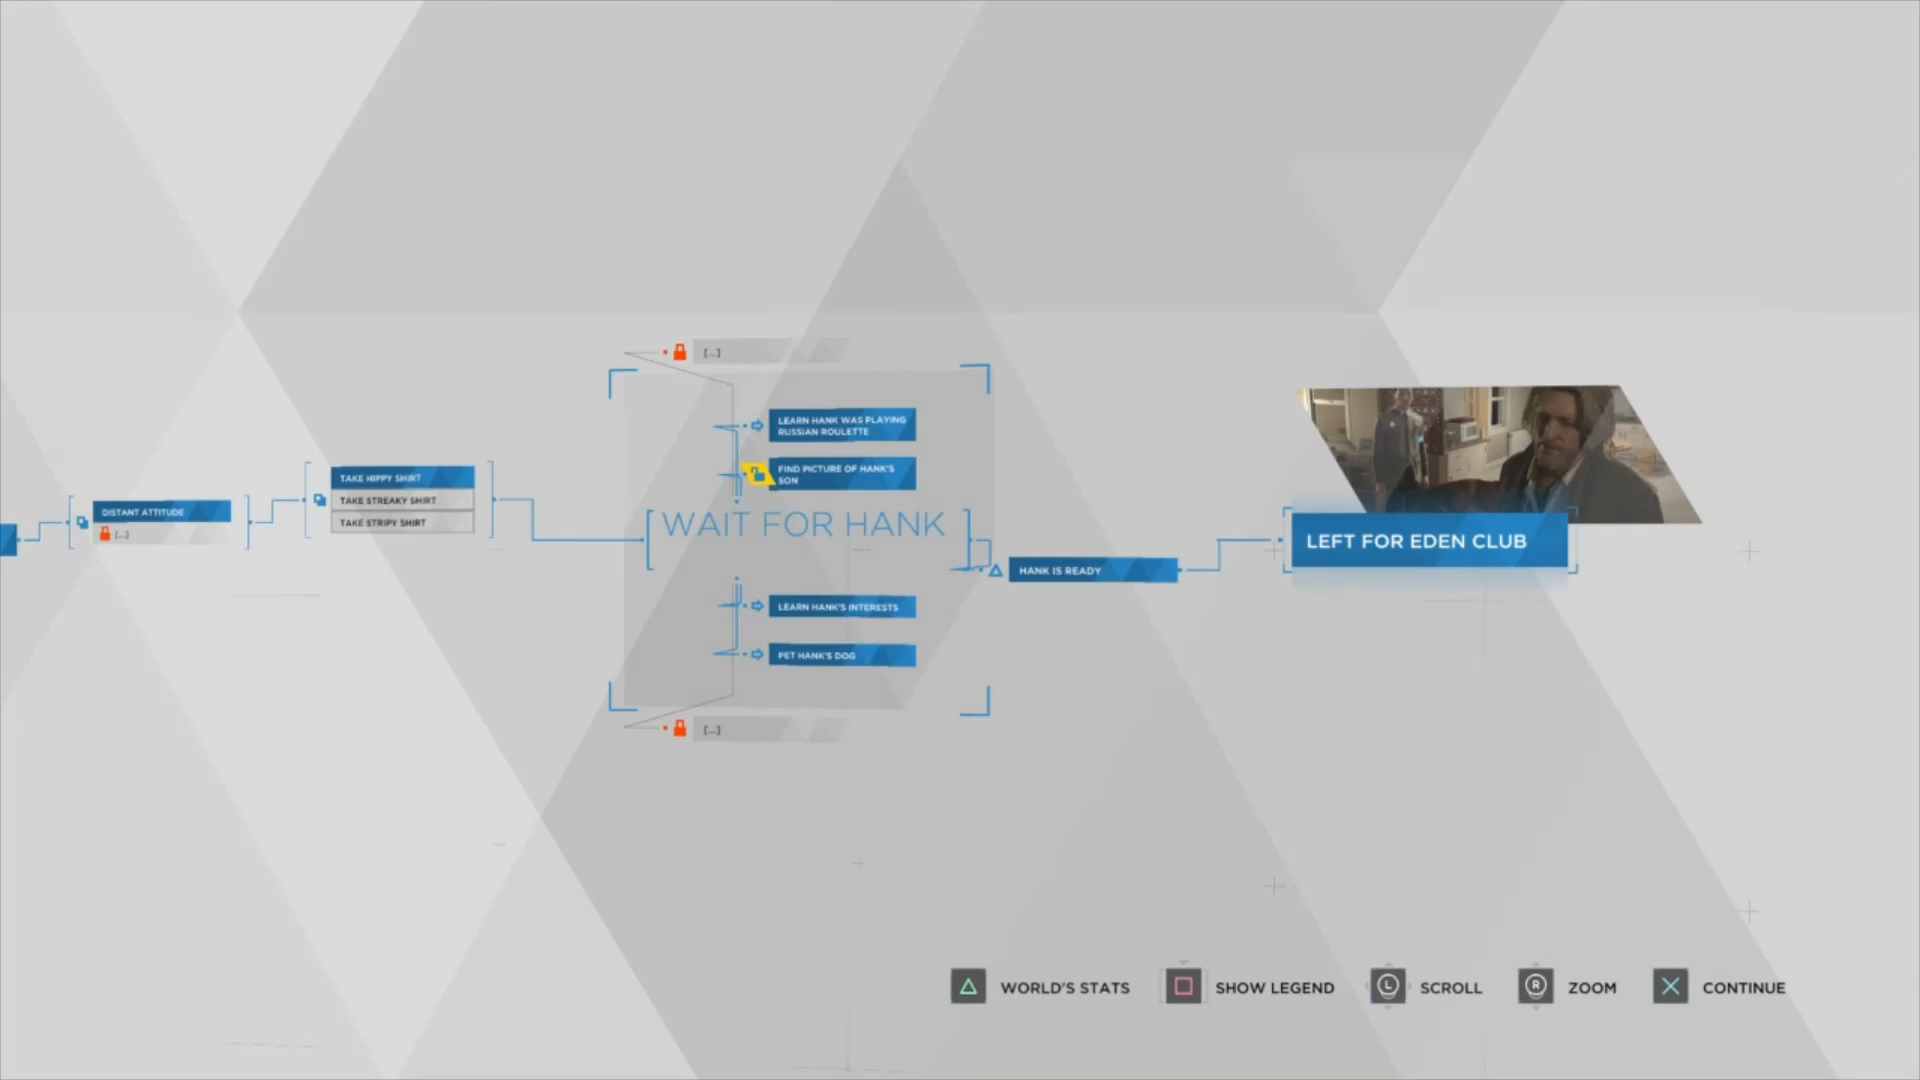 [...]
LEARN HANK WAS PLAYING
RUSSIAN ROULETTE
FIND PICTURE OF HANK'S
SON
TAKE HIPPY SHIRT
TAKE STREAKY SHIRT
TAKE STRIPY SHIRT
DISTANT ATTITUDE
[...]
WAIT FOR HANK
LEFT FOR EDEN CLUB
HANK IS READY
LEARN HANK'S INTERESTS
PET HANK'S DOG
[...]
WORLD'S STATS
SHOW LEGEND
L
SCROLL
R
ZOOM
CONTINUE